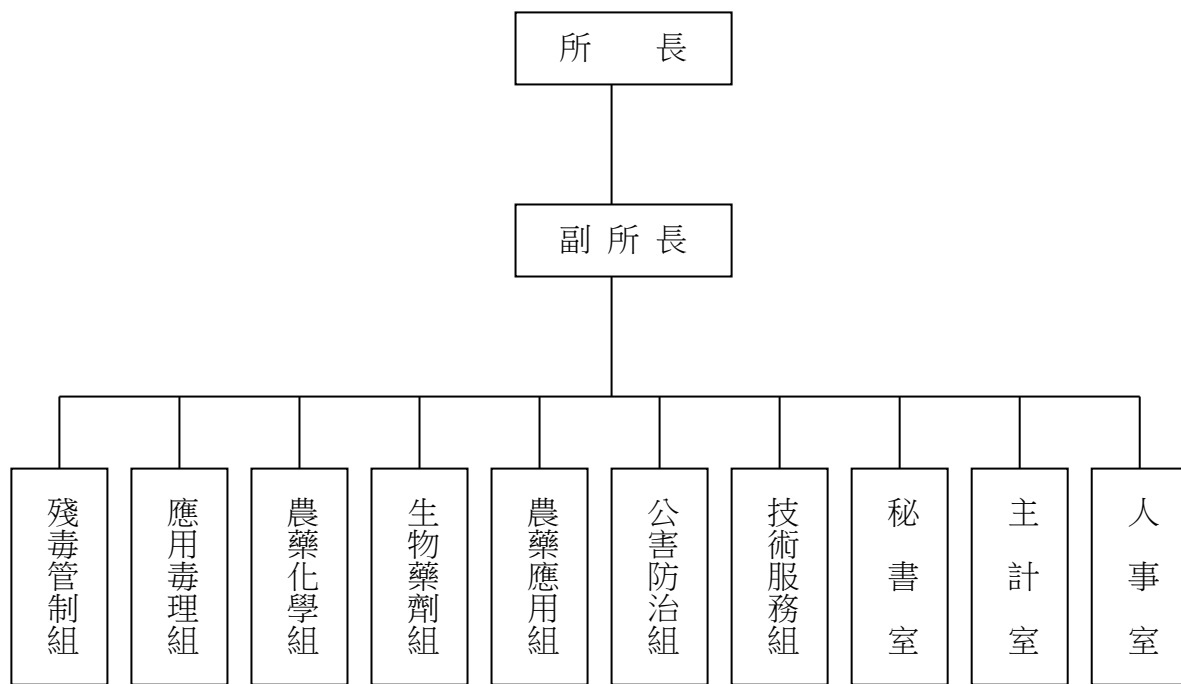 所　　長
副 所 長
殘毒管制組
應用毒理組
農藥化學組
生物藥劑組
農藥應用組
公害防治組
技術服務組
秘書室
主計室
人事室